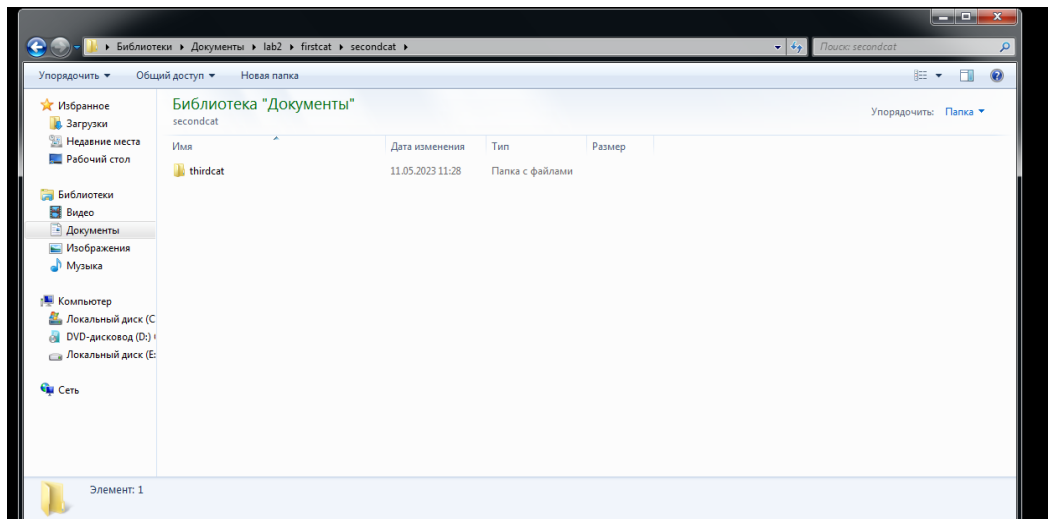 Библиотеки ▸ Документы ▸ lab2 ▸ firstcat ▸ secondcat ▸
Поиск: secondcat
Упорядочить ▼ Общий доступ ▼ Новая папка
Избранное
Загрузки
Недавние места
Рабочий стол
Библиотеки
Видео
Документы
Изображения
Музыка
Компьютер
Локальный диск (C
DVD-дисковод (D:)
Локальный диск (E:
Сеть
Библиотека "Документы"
secondcat
Упорядочить: Папка ▼
Имя Дата изменения Тип Размер
thirdcat 11.05.2023 11:28 Папка с файлами
Элемент: 1